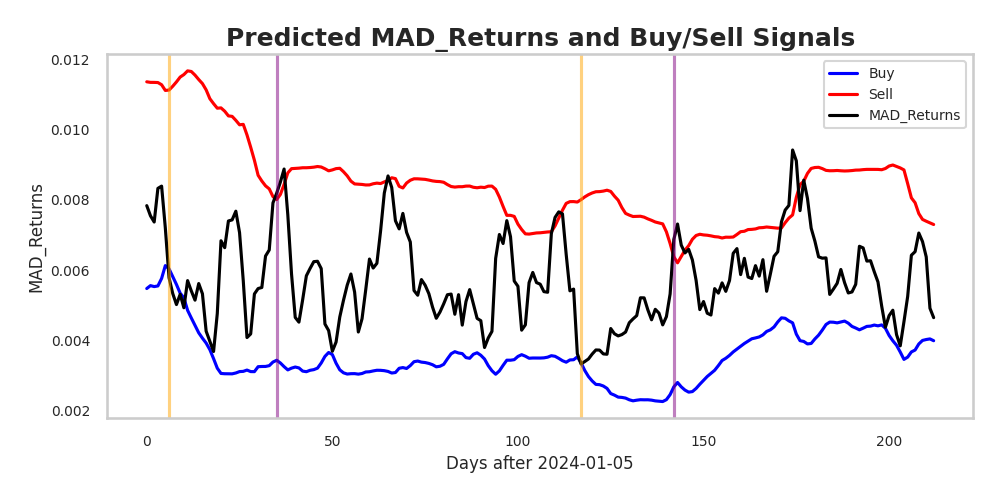 Predicted MAD_Returns and Buy/Sell Signals
0.012
0.010
0.008
0.006
0.004
0.002
MAD_Returns
Buy
Sell
MAD_Returns
0
50
100
150
200
Days after 2024-01-05